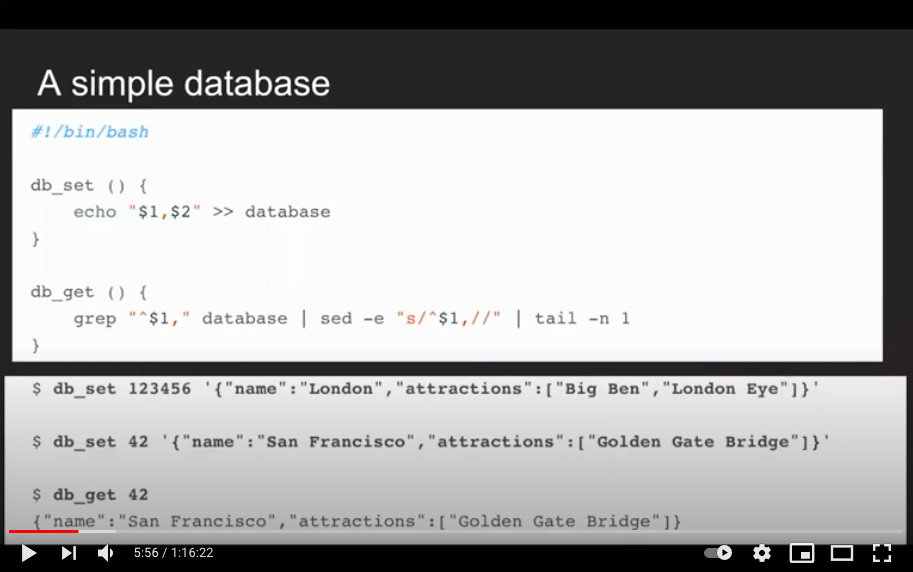 A simple database
#!/bin/bash
db_set () {
echo "$1,$2" >> database
}
db_get () {
grep "^$1," database | sed -e "s/^$1,//" | tail -n 1
}
$ db_set 123456 '{"name":"London","attractions":["Big Ben","London Eye"]}'
$ db_set 42 '{"name":"San Francisco","attractions":["Golden Gate Bridge"]}'
$ db_get 42
{"name":"San Francisco","attractions":["Golden Gate Bridge"]}
5:56 / 1:16:22